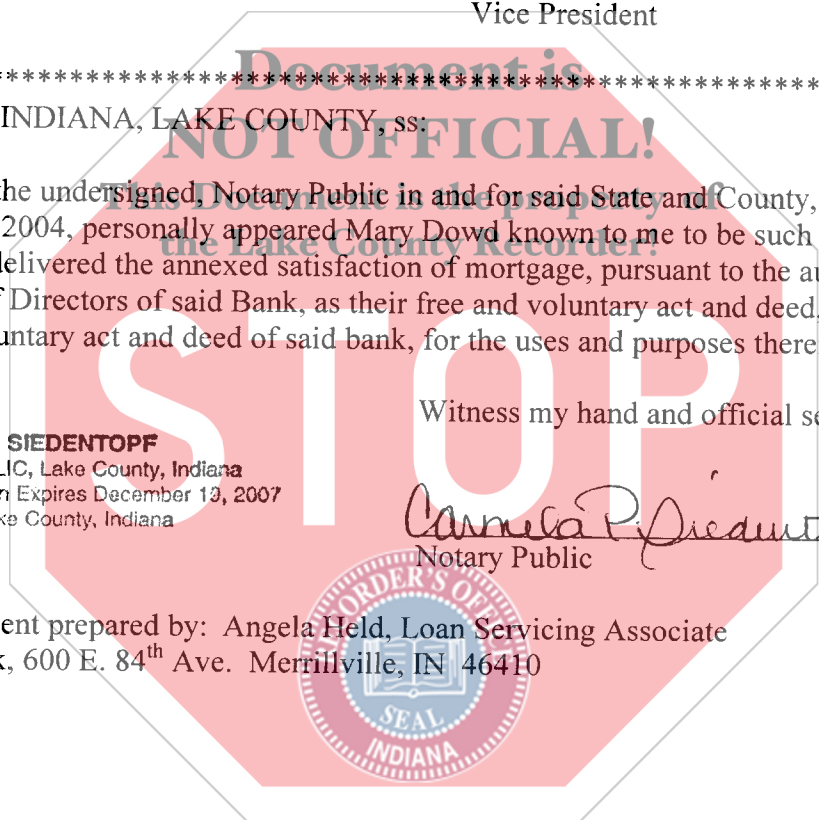 Vice President
Document is
*****************************************************************
INDIANA, LAKE COUNTY, ss:
NOT OFFICIAL!
the undersigned, Notary Public in and for said State and County,
This Document is the property of
2004, personally appeared Mary Dowd known to me to be such
the Lake County Recorder!
delivered the annexed satisfaction of mortgage, pursuant to the au
f Directors of said Bank, as their free and voluntary act and deed,
untary act and deed of said bank, for the uses and purposes there
STOP
Witness my hand and official se
SIEDENTOPF
LIC, Lake County, Indiana
n Expires December 19, 2007
ke County, Indiana
Carmela P. Siedent
Notary Public
RECORDER'S OFFICE
ent prepared by: Angela Held, Loan Servicing Associate
k, 600 E. 84th Ave. Merrillville, IN 46410
SEAL
INDIANA